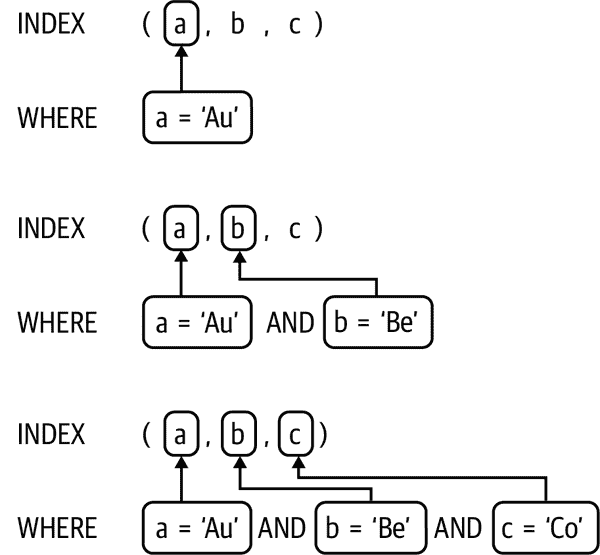 INDEX ( a , b , c )
WHERE a = ‘Au’
INDEX ( a , b , c )
WHERE a = ‘Au’ AND b = ‘Be’
INDEX ( a , b , c )
WHERE a = ‘Au’ AND b = ‘Be’ AND c = ‘Co’